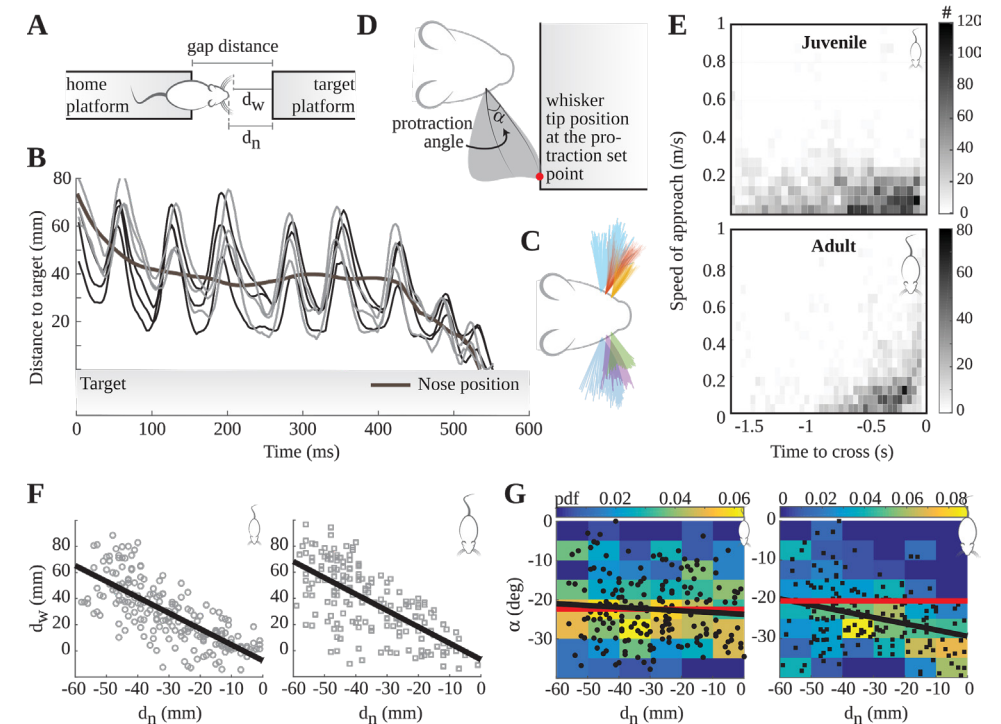 A
gap distance
home
platform
target
platform
d_w
d_n
B
Distance to target (mm)
80
60
40
20
Target
Nose position
0
100
200
300
400
500
600
Time (ms)
D
α
protraction
angle
whisker
tip position
at the pro-
traction set
point
C
E
#
Juvenile
120
100
80
60
40
20
0
1
0.8
0.6
0.4
0.2
Adult
80
60
40
20
0
1
0.8
0.6
0.4
0.2
0
Speed of approach (m/s)
-1.5
-1
-0.5
0
Time to cross (s)
F
d_w (mm)
80
60
40
20
0
-60 -50 -40 -30 -20 -10 0
d_n (mm)
80
60
40
20
0
-60 -50 -40 -30 -20 -10 0
d_n (mm)
G
pdf 0.02 0.04 0.06
α (deg)
0
-10
-20
-30
-60 -50 -40 -30 -20 -10 0
d_n (mm)
0 0.02 0.04 0.06 0.08
0
-10
-20
-30
-60 -50 -40 -30 -20 -10 0
d_n (mm)